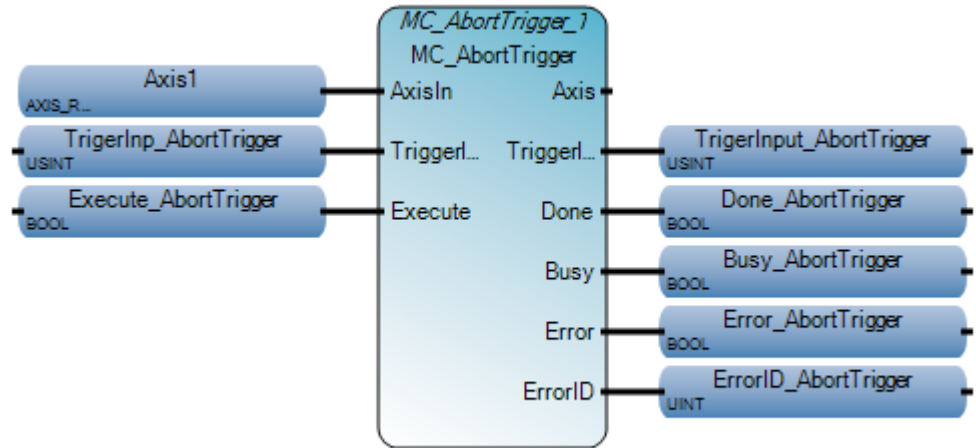 MC_AbortTrigger_1
MC_AbortTrigger
Axis1
AXIS_R...
AxisIn
Axis
TrigerInp_AbortTrigger
USINT
TriggerI...
TriggerI...
TrigerInput_AbortTrigger
USINT
Execute_AbortTrigger
BOOL
Execute
Done
Done_AbortTrigger
BOOL
Busy
Busy_AbortTrigger
BOOL
Error
Error_AbortTrigger
BOOL
ErrorID
ErrorID_AbortTrigger
UINT